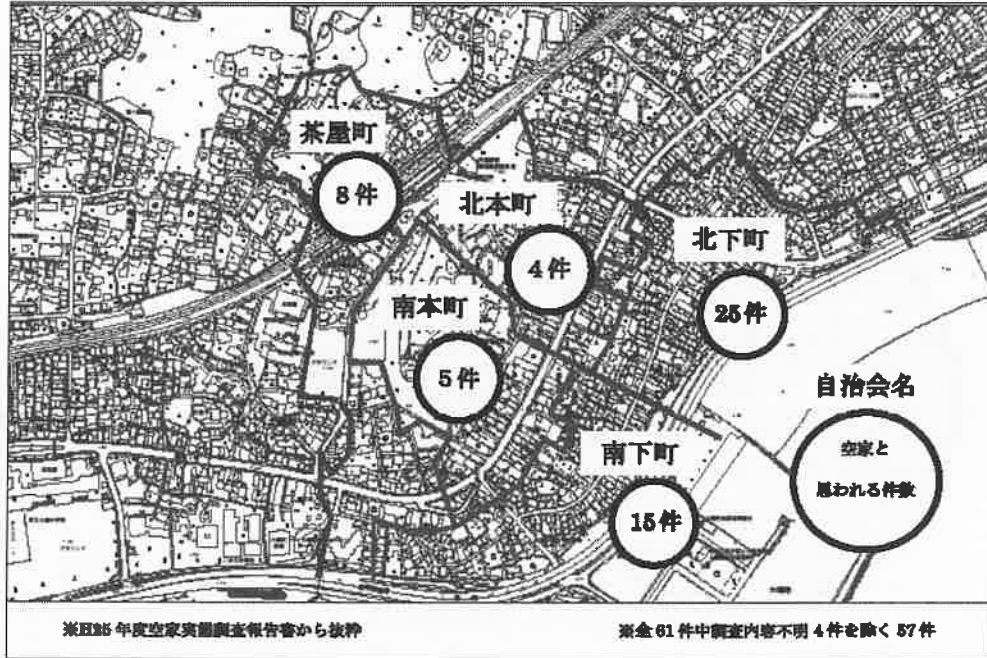 茶屋町
8件
北本町
4件
北下町
25件
南本町
5件
自治会名
空家と
思われる件数
南下町
15件
※H25年度空家実態調査報告書から抜粋
※全61件中調査内容不明4件を除く57件